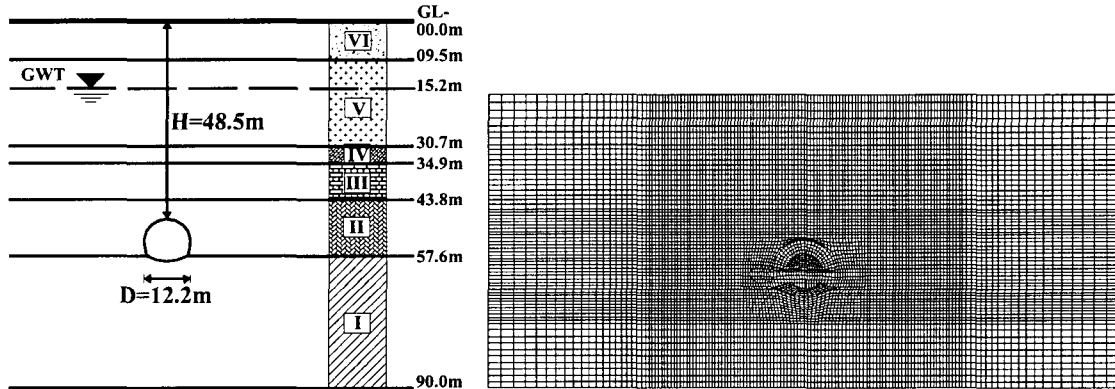 GL-
00.0m
VI
09.5m
GWT
15.2m
V
H=48.5m
30.7m
IV
34.9m
III
43.8m
II
57.6m
D=12.2m
I
90.0m